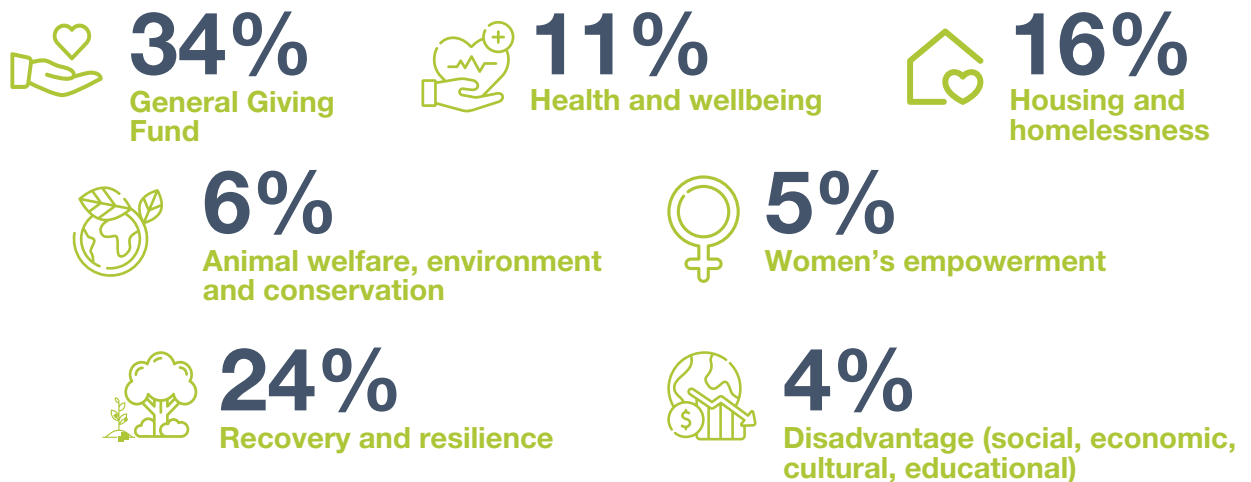 34%
General Giving
Fund
11%
Health and wellbeing
16%
Housing and
homelessness
6%
Animal welfare, environment
and conservation
5%
Women’s empowerment
24%
Recovery and resilience
$
4%
Disadvantage (social, economic,
cultural, educational)